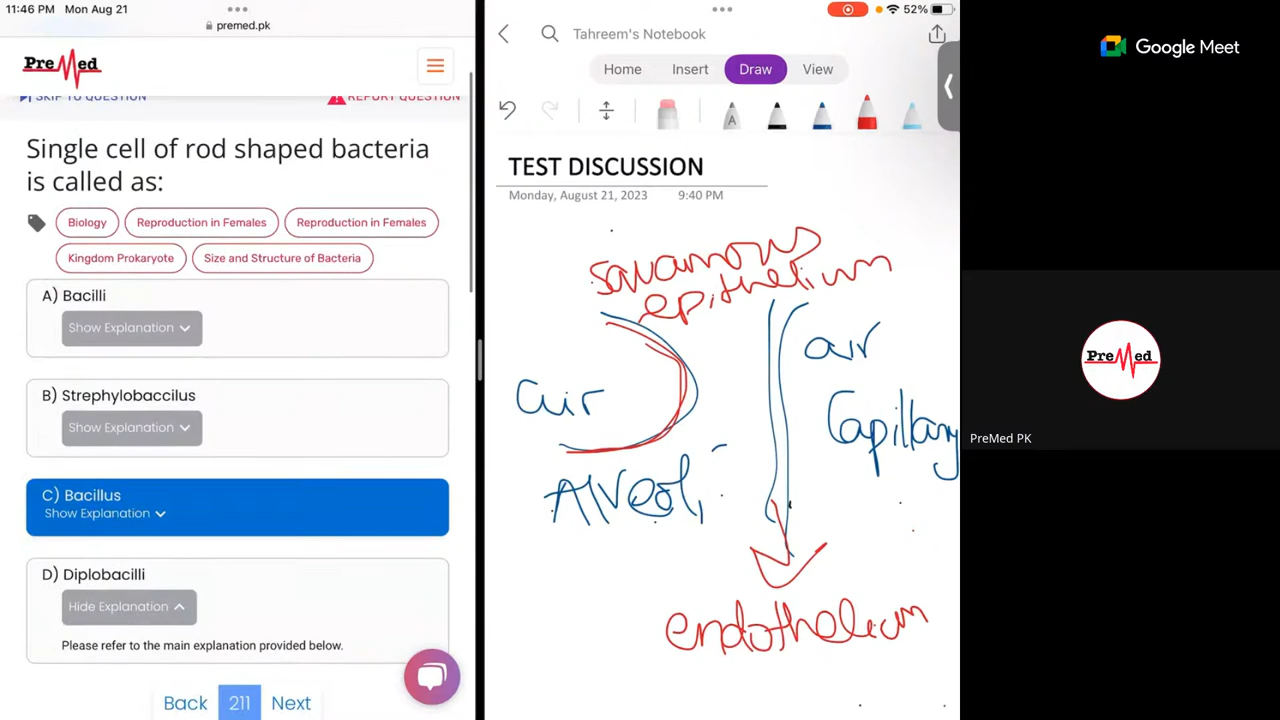 11:46 PM Mon Aug 21
premed.pk
PreMed
SKIP TO QUESTION
REPORT QUESTION
Single cell of rod shaped bacteria
is called as:
Biology
Reproduction in Females
Reproduction in Females
Kingdom Prokaryote
Size and Structure of Bacteria
A) Bacilli
Show Explanation
B) Strephylobaccilus
Show Explanation
C) Bacillus
Show Explanation
D) Diplobacilli
Hide Explanation
Please refer to the main explanation provided below.
Back 211 Next
52%
Tahreem's Notebook
Home Insert Draw View
A
TEST DISCUSSION
Monday, August 21, 2023 9:40 PM
squamous
epithelium
air
air
Capillary
Alveoli
endothelium
Google Meet
PreMed
PreMed PK